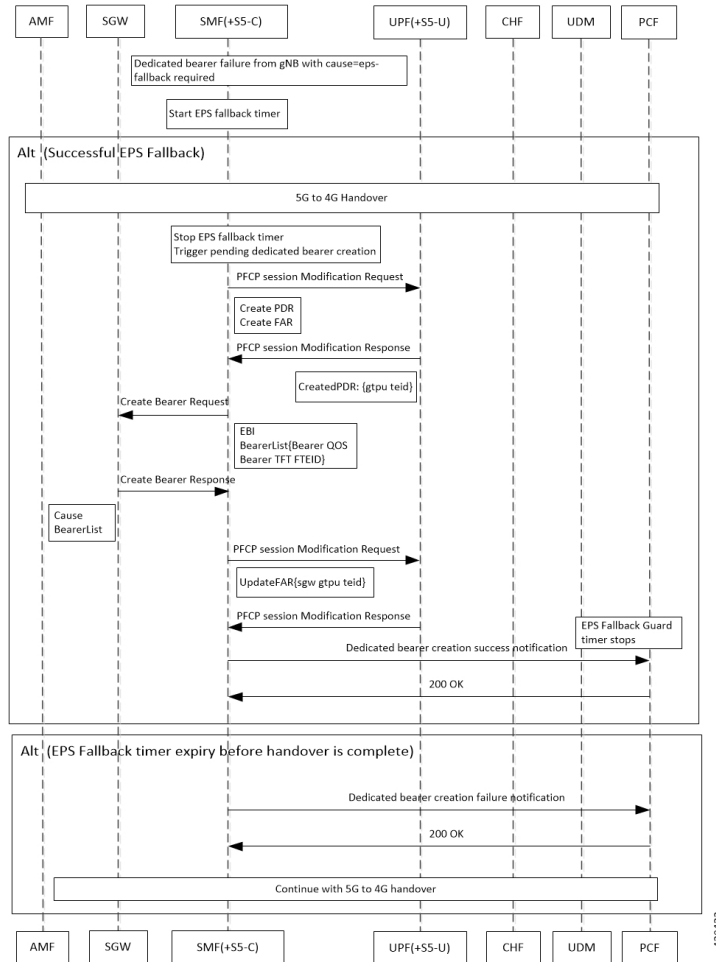 AMF SGW SMF(+S5-C) UPF(+S5-U) CHF UDM PCF
Dedicated bearer failure from gNB with cause=eps-
fallback required
Start EPS fallback timer
Alt (Successful EPS Fallback)
5G to 4G Handover
Stop EPS fallback timer
Trigger pending dedicated bearer creation
PFCP session Modification Request
Create PDR
Create FAR
PFCP session Modification Response
CreatedPDR: {gtpu teid}
Create Bearer Request
EBI
BearerList{Bearer QOS
Bearer TFT FTEID}
Create Bearer Response
Cause
BearerList
PFCP session Modification Request
UpdateFAR{sgw gtpu teid}
PFCP session Modification Response
EPS Fallback Guard
timer stops
Dedicated bearer creation success notification
200 OK
Alt (EPS Fallback timer expiry before handover is complete)
Dedicated bearer creation failure notification
200 OK
Continue with 5G to 4G handover
AMF SGW SMF(+S5-C) UPF(+S5-U) CHF UDM PCF